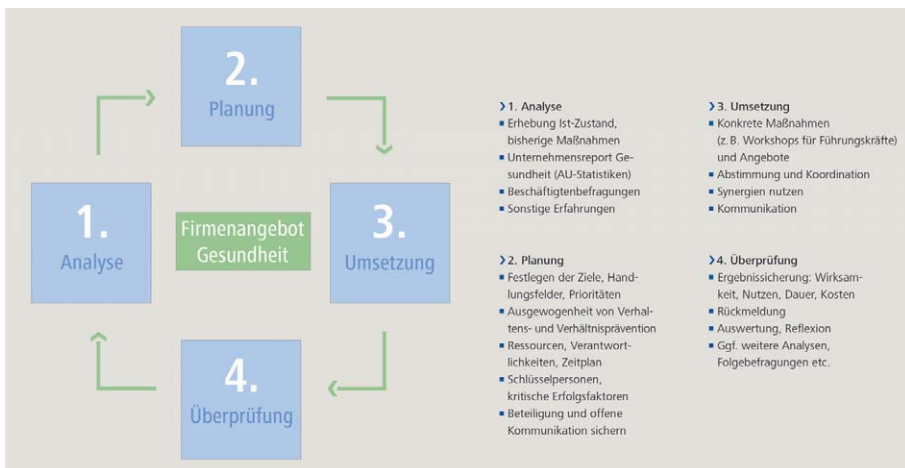 2.
Planung
1.
Analyse
Firmenangebot
Gesundheit
3.
Umsetzung
4.
Überprüfung
1. Analyse
Erhebung Ist-Zustand,
bisherige Maßnahmen
Unternehmensreport Ge-
sundheit (AU-Statistiken)
Beschäftigtenbefragungen
Sonstige Erfahrungen
2. Planung
Festlegen der Ziele, Hand-
lungsfelder, Prioritäten
Ausgewogenheit von Verhal-
tens- und Verhältnisprävention
Ressourcen, Verantwort-
lichkeiten, Zeitplan
Schlüsselpersonen,
kritische Erfolgsfaktoren
Beteiligung und offene
Kommunikation sichern
3. Umsetzung
Konkrete Maßnahmen
(z. B. Workshops für Führungskräfte)
und Angebote
Abstimmung und Koordination
Synergien nutzen
Kommunikation
4. Überprüfung
Ergebnissicherung: Wirksam-
keit, Nutzen, Dauer, Kosten
Rückmeldung
Auswertung, Reflexion
Ggf. weitere Analysen,
Folgebefragungen etc.